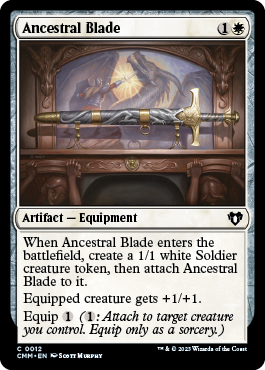 Ancestral Blade 1
Artifact — Equipment
When Ancestral Blade enters the
battlefield, create a 1/1 white Soldier
creature token, then attach Ancestral
Blade to it.
Equipped creature gets +1/+1.
Equip 1 (1: Attach to target creature
you control. Equip only as a sorcery.)
C 0012
CMM • EN Scott Murphy
™ & © 2023 Wizards of the Coast